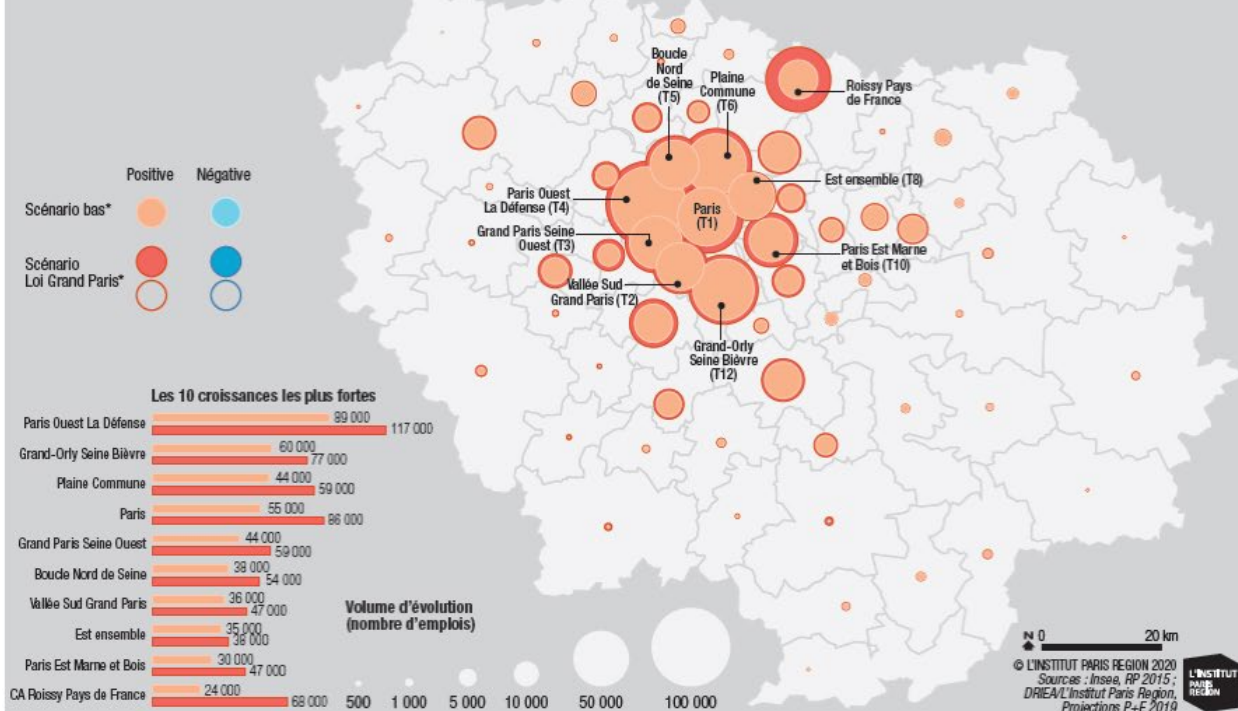 Boucle
Nord
de Seine
(T5)
Plaine
Commune
(T6)
Roissy Pays
de France
Est ensemble (T8)
Paris Ouest
La Défense (T4)
Paris
(T1)
Grand Paris Seine
Ouest (T3)
Paris Est Marne
et Bois (T10)
Vallée Sud
Grand Paris (T2)
Grand-Orly
Seine Bièvre
(T12)
Positive Négative
Scénario bas*
Scénario
Loi Grand Paris*
Les 10 croissances les plus fortes
Paris Ouest La Défense 89 000
117 000
Grand-Orly Seine Bièvre 60 000
77 000
Plaine Commune 44 000
59 000
Paris 55 000
86 000
Grand Paris Seine Ouest 44 000
59 000
Boucle Nord de Seine 38 000
54 000
Vallée Sud Grand Paris 36 000
47 000
Est ensemble 35 000
38 000
Paris Est Marne et Bois 30 000
47 000
CA Roissy Pays de France 24 000
68 000
Volume d'évolution
(nombre d'emplois)
500 1 000 5 000 10 000 50 000 100 000
N 0 20 km
© L'INSTITUT PARIS REGION 2020
Sources : Insee, RP 2015 ;
DRIEA/L'Institut Paris Region,
Projections P+E 2019
L'INSTITUT
PARIS
REGION